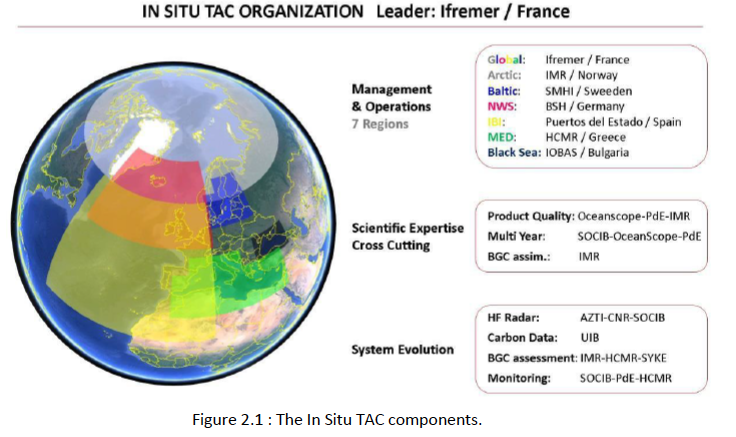 IN SITU TAC ORGANIZATION Leader: Ifremer / France
Management
& Operations
7 Regions
Global: Ifremer / France
Arctic: IMR / Norway
Baltic: SMHI / Sweeden
NWS: BSH / Germany
IBI: Puertos del Estado / Spain
MED: HCMR / Greece
Black Sea: IOBAS / Bulgaria
Scientific Expertise
Cross Cutting
Product Quality: Oceanscope-PdE-IMR
Multi Year: SOCIB-OceanScope-PdE
BGC assim.: IMR
System Evolution
HF Radar: AZTI-CNR-SOCIB
Carbon Data: UIB
BGC assessment: IMR-HCMR-SYKE
Monitoring: SOCIB-PdE-HCMR
Figure 2.1 : The In Situ TAC components.